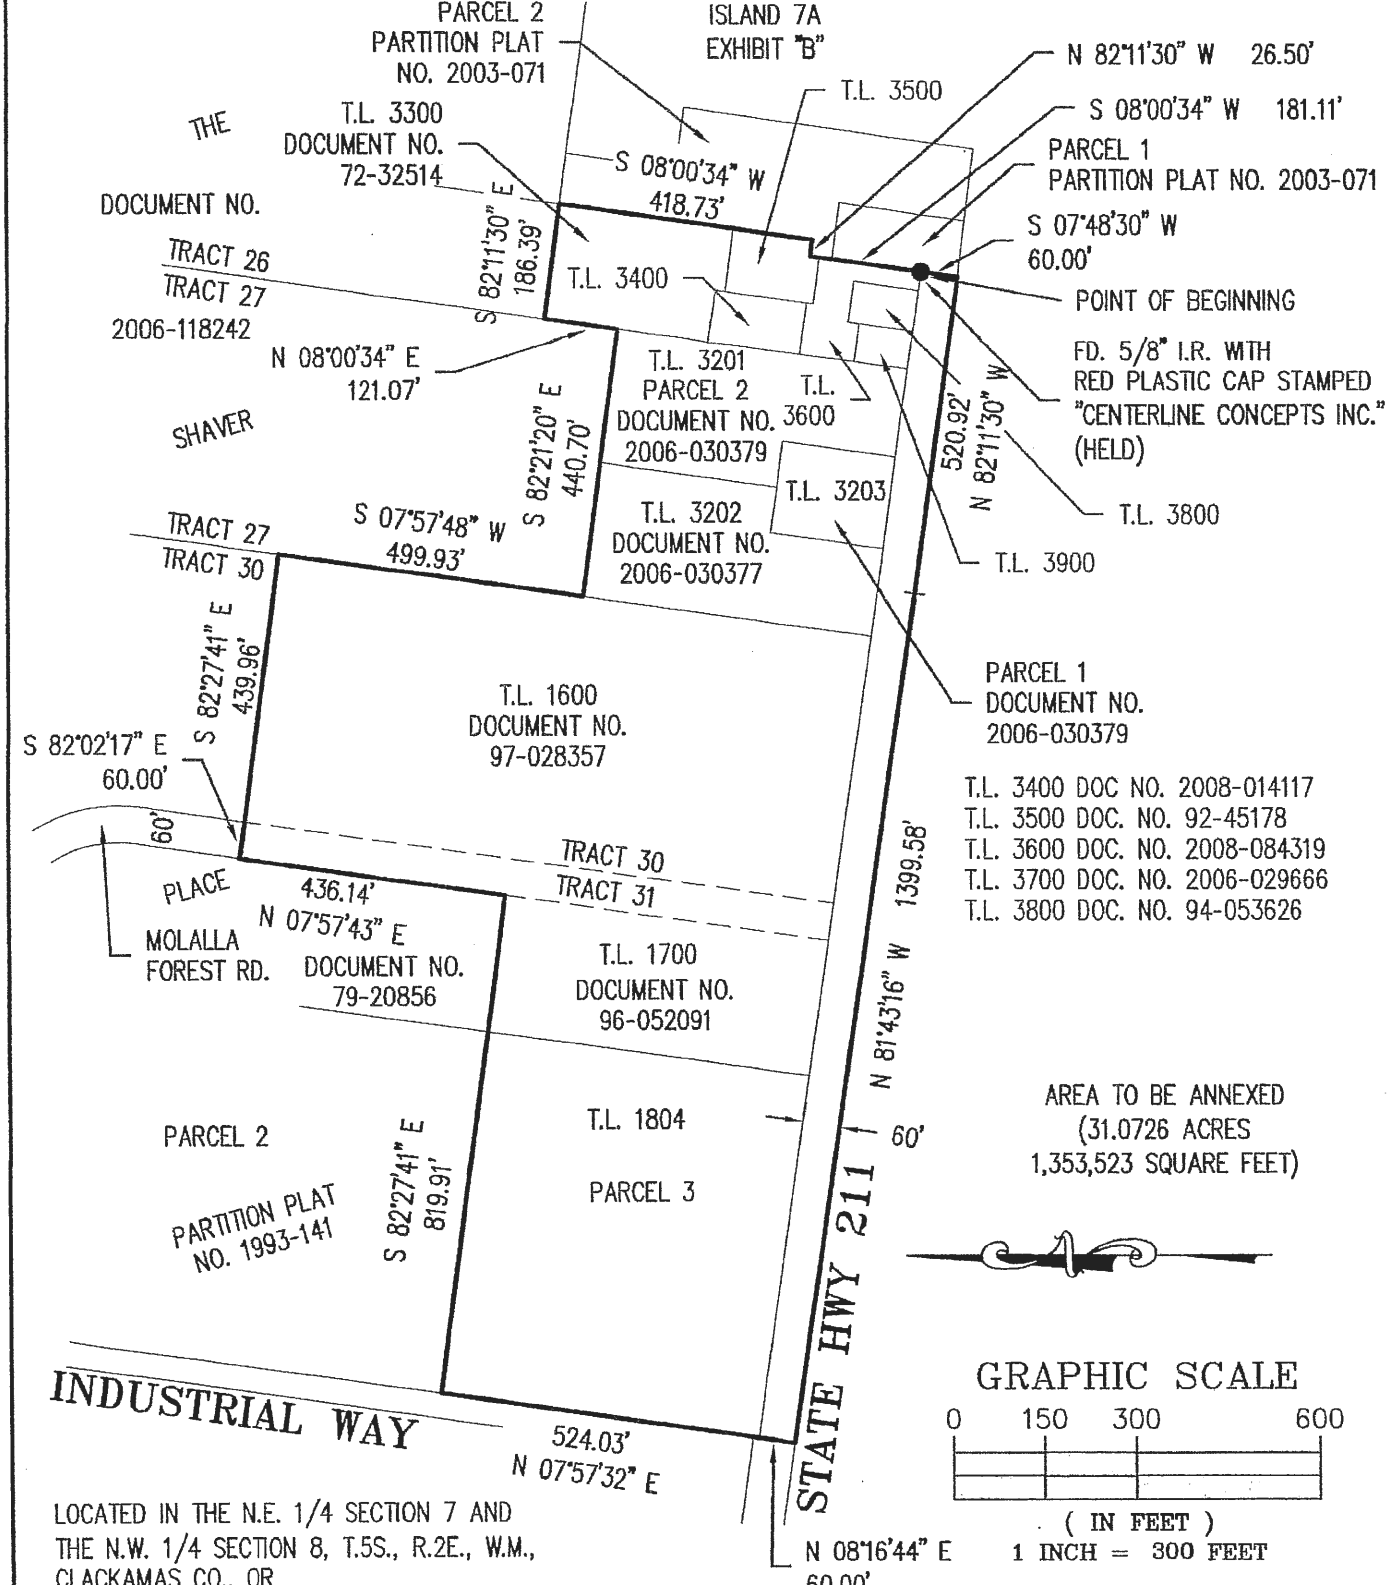 PARCEL 2
PARTITION PLAT
NO. 2003-071
ISLAND 7A
EXHIBIT "B"
N 82°11'30" W 26.50'
S 08°00'34" W 181.11'
PARCEL 1
PARTITION PLAT NO. 2003-071
S 07°48'30" W
60.00'
POINT OF BEGINNING
FD. 5/8" I.R. WITH
RED PLASTIC CAP STAMPED
"CENTERLINE CONCEPTS INC."
(HELD)
T.L. 3500
T.L. 3300
DOCUMENT NO.
72-32514
THE
DOCUMENT NO.
TRACT 26
TRACT 27
2006-118242
S 08°00'34" W
418.73'
S 82°11'30" E
186.39'
T.L. 3400
N 08°00'34" E
121.07'
SHAVER
T.L. 3201
PARCEL 2
DOCUMENT NO.
2006-030379
T.L.
3600
520.92'
N 82°11'30" W
T.L. 3800
T.L. 3900
S 82°21'20" E
440.70'
T.L. 3203
T.L. 3202
DOCUMENT NO.
2006-030377
TRACT 27
TRACT 30
S 07°57'48" W
499.93'
S 82°27'41" E
439.96'
PARCEL 1
DOCUMENT NO.
2006-030379
T.L. 1600
DOCUMENT NO.
97-028357
S 82°02'17" E
60.00'
T.L. 3400 DOC NO. 2008-014117
T.L. 3500 DOC. NO. 92-45178
T.L. 3600 DOC. NO. 2008-084319
T.L. 3700 DOC. NO. 2006-029666
T.L. 3800 DOC. NO. 94-053626
60'
TRACT 30
TRACT 31
PLACE
436.14'
N 07°57'43" E
MOLALLA
FOREST RD.
DOCUMENT NO.
79-20856
T.L. 1700
DOCUMENT NO.
96-052091
N 81°43'16" W 1399.58'
AREA TO BE ANNEXED
(31.0726 ACRES
1,353,523 SQUARE FEET)
PARCEL 2
PARTITION PLAT
NO. 1993-141
S 82°27'41" E
819.91'
T.L. 1804
PARCEL 3
60'
STATE HWY 211
INDUSTRIAL WAY
524.03'
N 07°57'32" E
GRAPHIC SCALE
0 150 300 600
( IN FEET )
1 INCH = 300 FEET
N 08°16'44" E
60.00'
LOCATED IN THE N.E. 1/4 SECTION 7 AND
THE N.W. 1/4 SECTION 8, T.5S., R.2E., W.M.,
CLACKAMAS CO., OR